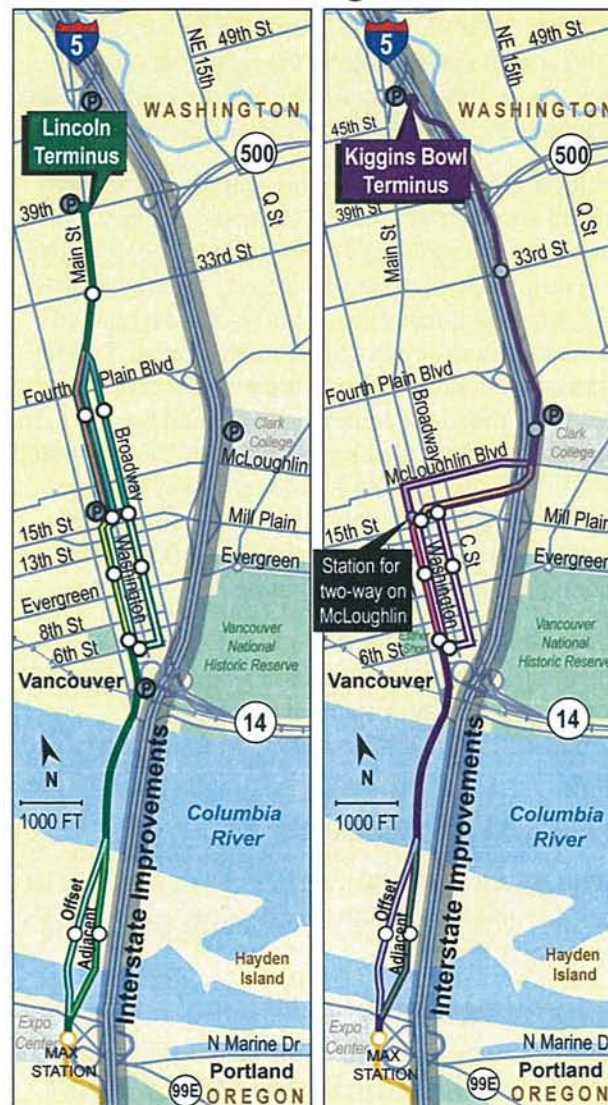 5
NE 15th
49th St
WASHINGTON
Lincoln
Terminus
P
500
P
39th
Main St
Q St
33rd St
Fourth
Plain Blvd
Broadway
P
Clark
College
McLoughlin
P
15th St
Mill Plain
13th St
Washington
Evergreen
Evergreen
8th St
6th St
Vancouver
National
Historic Reserve
Vancouver
P
14
N
1000 FT
Interstate Improvements
Columbia
River
Offset
Adjacent
Hayden
Island
Expo
Center
MAX
STATION
N Marine Dr
Portland
99E
OREGON
5
NE 15th
49th St
P
WASHINGTON
45th St
Kiggins Bowl
Terminus
500
39th St
Main St
Q St
33rd St
Fourth Plain Blvd
Broadway
P
Clark
College
McLoughlin Blvd
15th St
Mill Plain
C St
Washington
Evergreen
Station for
two-way on
McLoughlin
6th St
Vancouver
National
Historic Reserve
Vancouver
14
N
1000 FT
Interstate Improvements
Columbia
River
Offset
Adjacent
Hayden
Island
Expo
Center
MAX
STATION
N Marine D
Portland
99E
OREGON